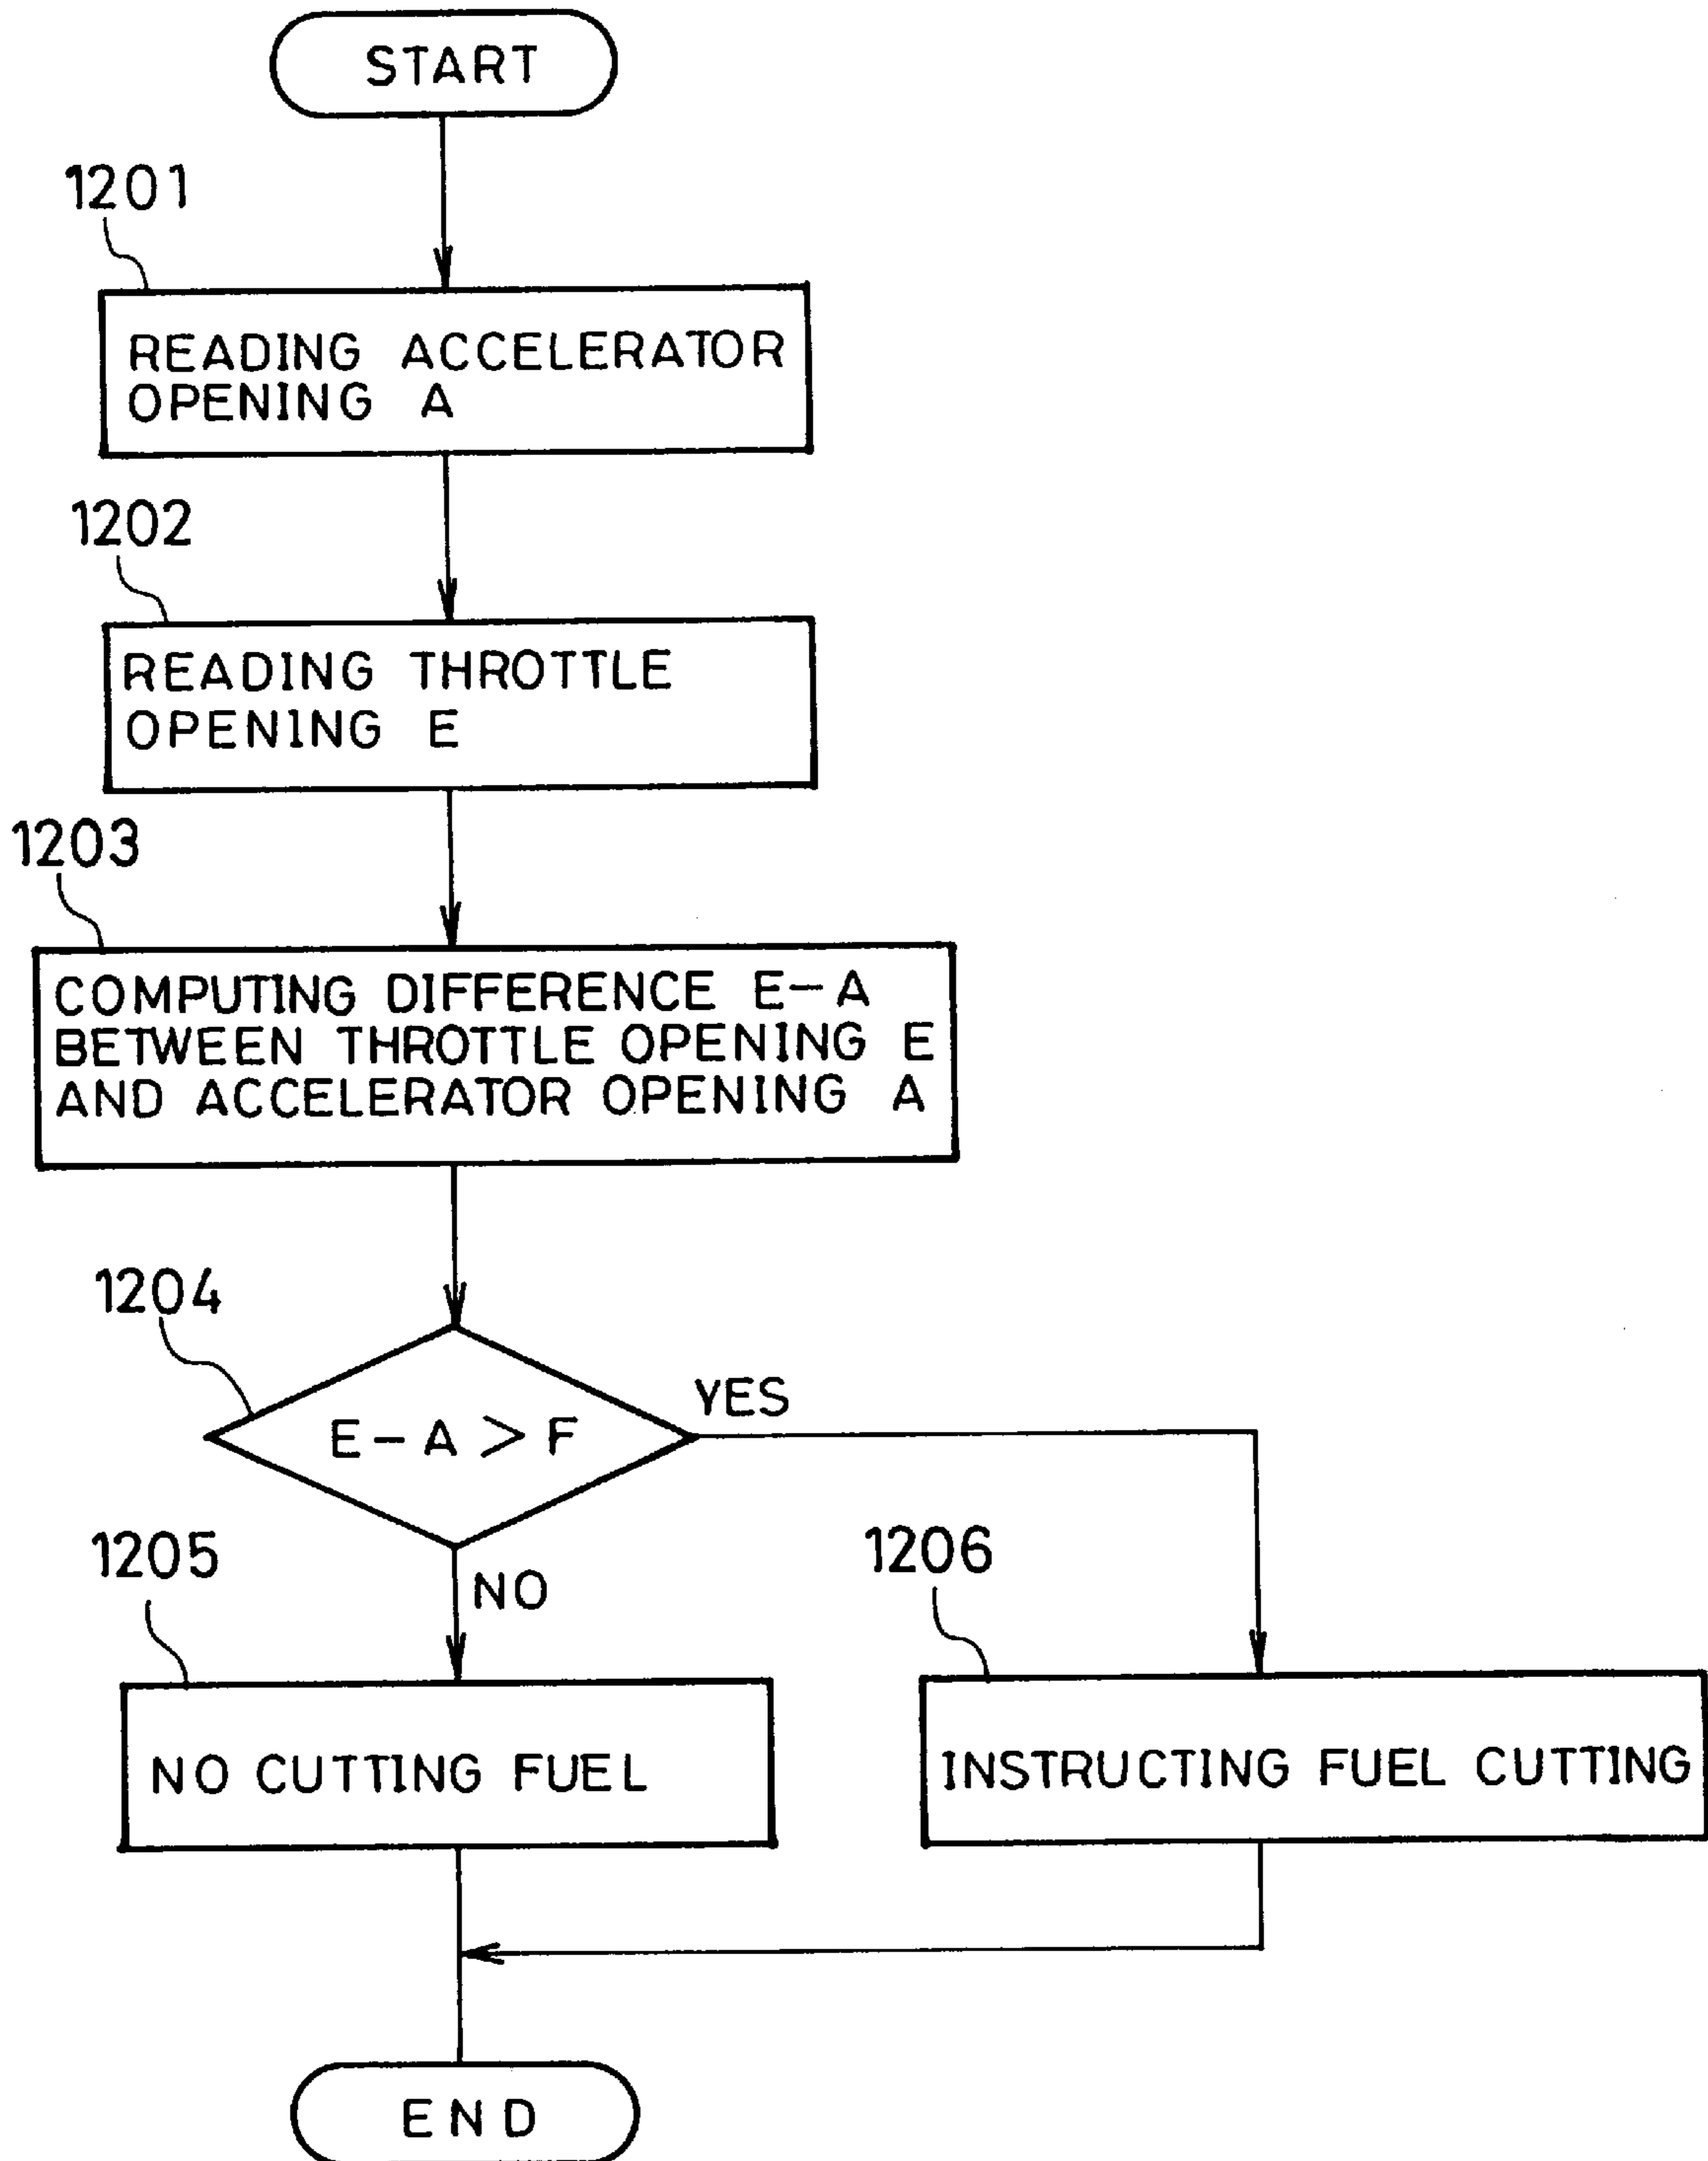 START
1201
READING ACCELERATOR
OPENING A
1202
READING THROTTLE
OPENING E
1203
COMPUTING DIFFERENCE E-A
BETWEEN THROTTLE OPENING E
AND ACCELERATOR OPENING A
1204
E-A>F
YES
NO
1205
1206
NO CUTTING FUEL
INSTRUCTING FUEL CUTTING
END